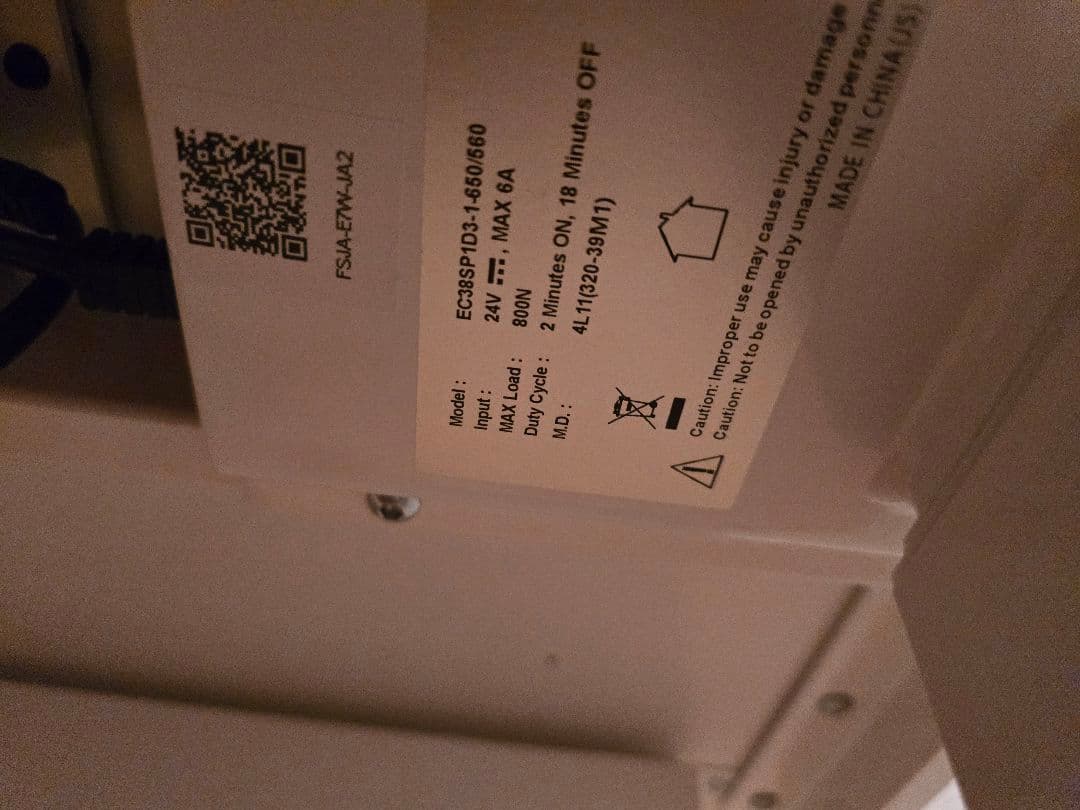 FSJA-E7W-JA2
Model : EC38SP1D3-1-650/560
Input : 24V ⎓, MAX 6A
MAX Load : 800N
Duty Cycle : 2 Minutes ON, 18 Minutes OFF
M.D. : 4L11(320-39M1)
Caution: Improper use may cause injury or damage
Caution: Not to be opened by unauthorized
MADE IN CHINA(US)